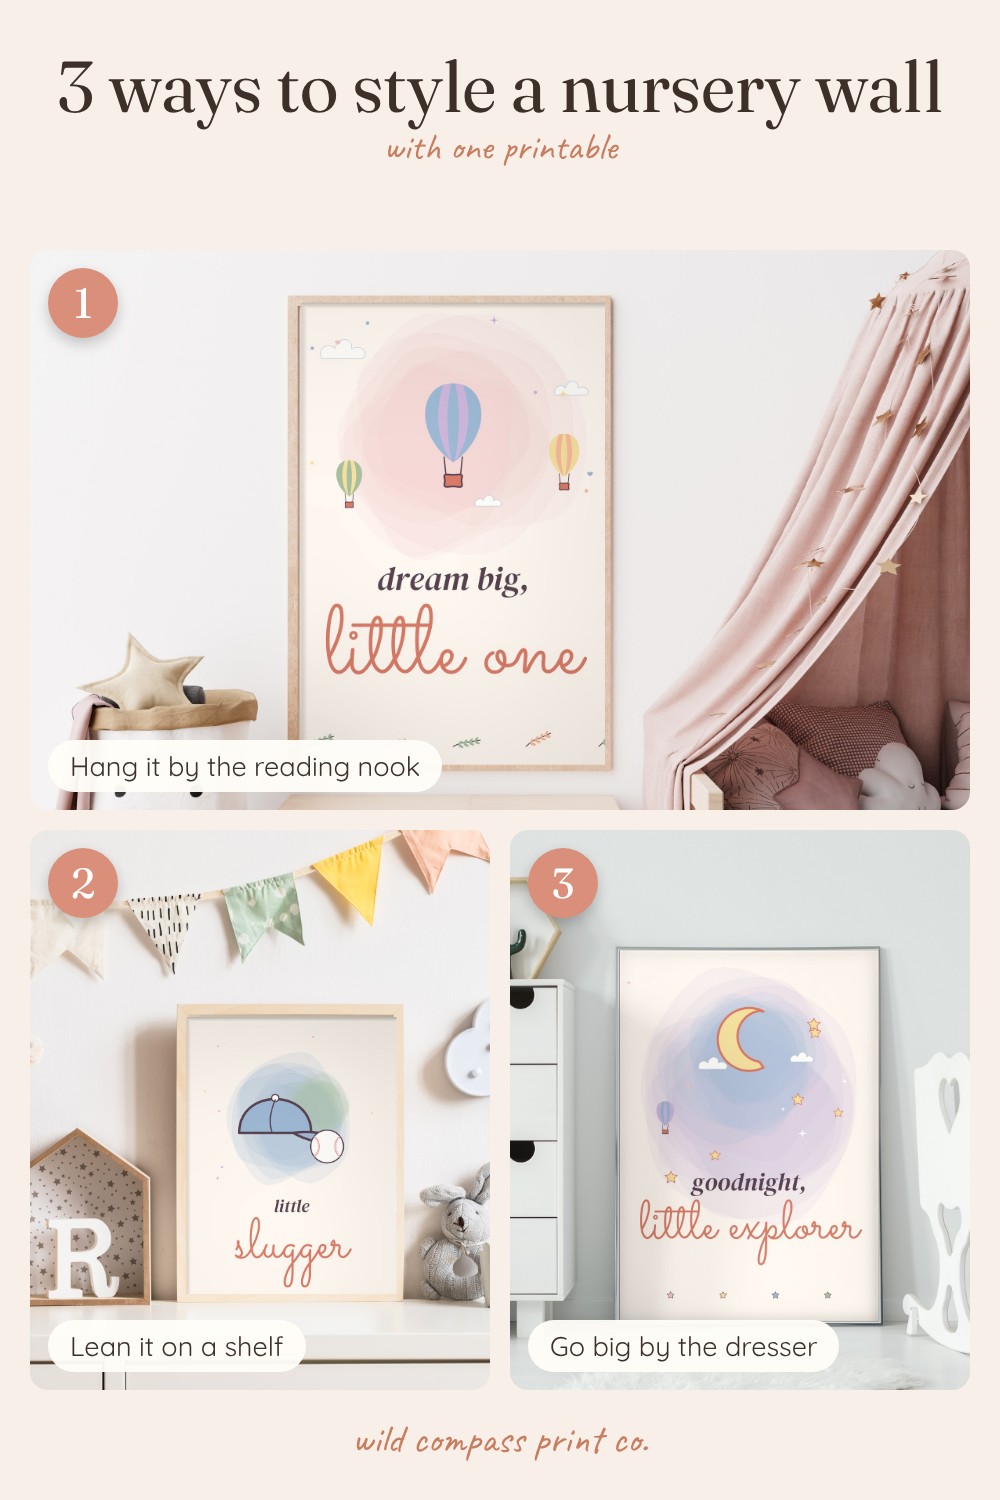 3 ways to style a nursery wall
with one printable
1
dream big,
little one
Hang it by the reading nook
2
R
little
slugger
Lean it on a shelf
3
goodnight,
little explorer
Go big by the dresser
wild compass print co.